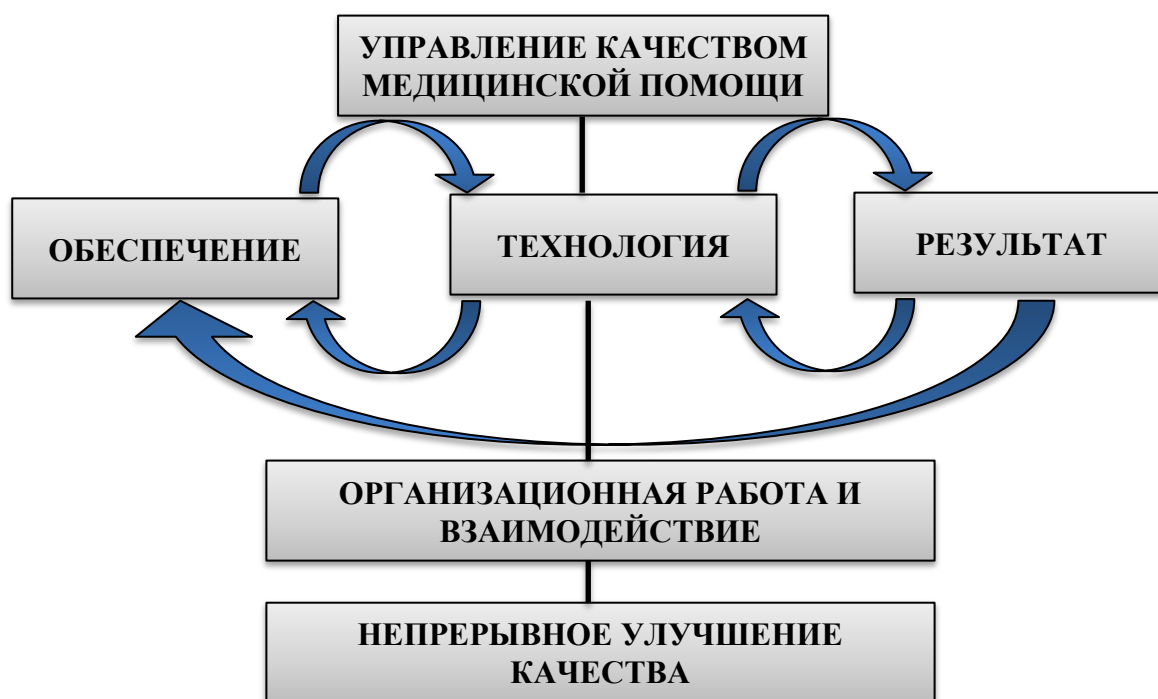 УПРАВЛЕНИЕ КАЧЕСТВОМ
МЕДИЦИНСКОЙ ПОМОЩИ
ОБЕСПЕЧЕНИЕ
ТЕХНОЛОГИЯ
РЕЗУЛЬТАТ
ОРГАНИЗАЦИОННАЯ РАБОТА И
ВЗАИМОДЕЙСТВИЕ
НЕПРЕРЫВНОЕ УЛУЧШЕНИЕ
КАЧЕСТВА